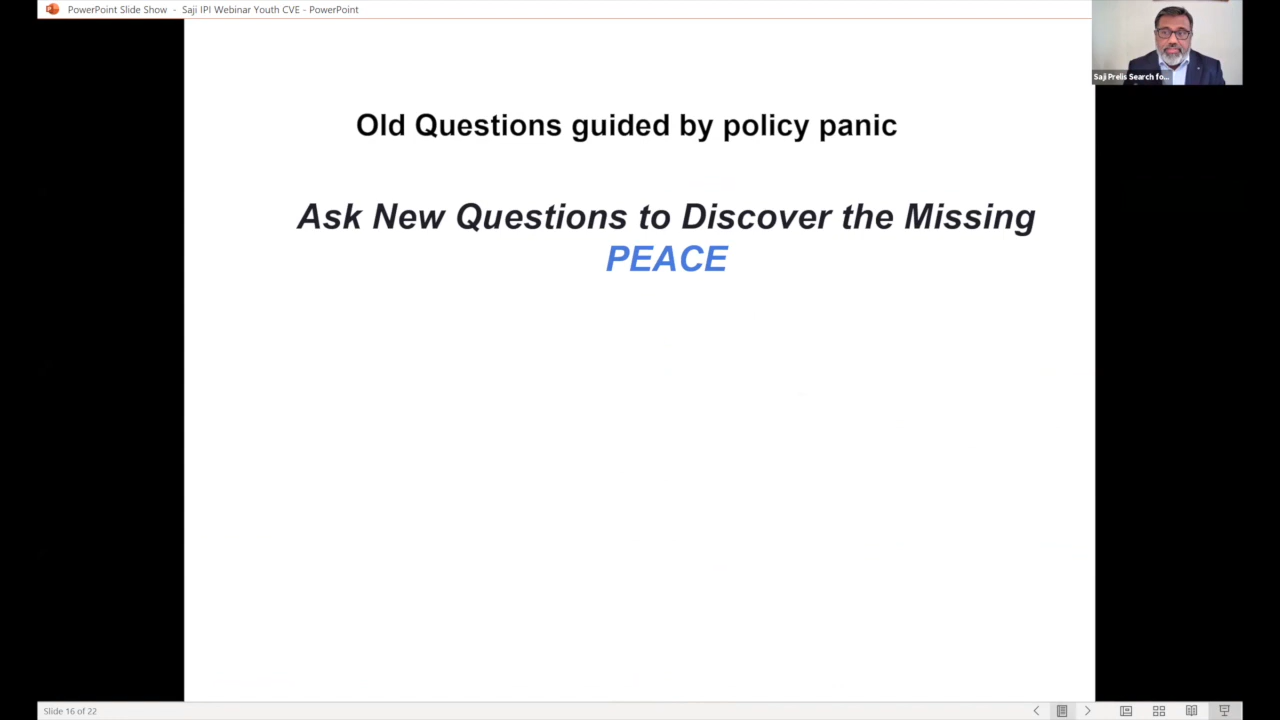 PowerPoint Slide Show - Saji IPI Webinar Youth CVE - PowerPoint
Saji Prelis Search fo...
Old Questions guided by policy panic
Ask New Questions to Discover the Missing
PEACE
Slide 16 of 22